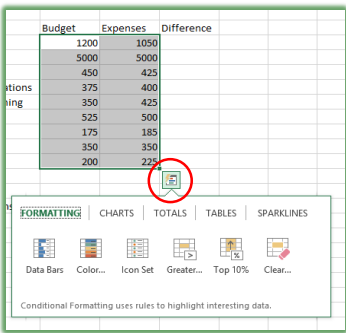 Budget Expenses Difference
1200 1050
5000 5000
450 425
ations 375 400
ning 350 425
525 500
175 185
350 350
200 225
FORMATTING CHARTS TOTALS TABLES SPARKLINES
Data Bars Color... Icon Set Greater... Top 10% Clear...
Conditional Formatting uses rules to highlight interesting data.